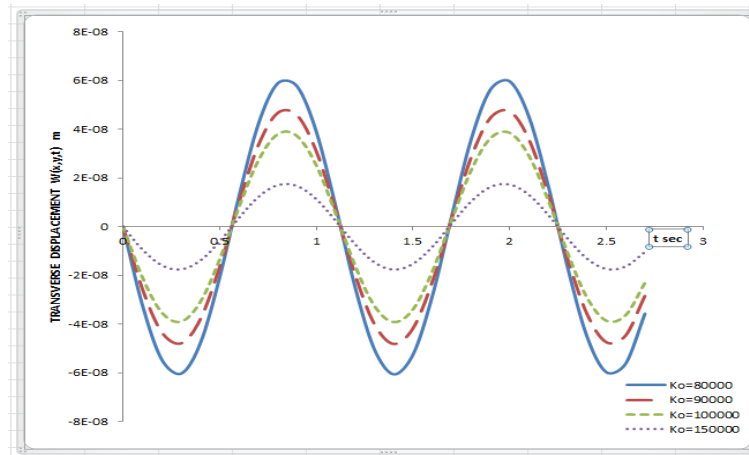 8E-08
6E-08
4E-08
2E-08
0
-2E-08
-4E-08
-6E-08
-8E-08
TRANSVERSE DISPLACEMENT W(x,y,t) m
0 0.5 1 1.5 2 2.5 3
t sec
Ko=80000
Ko=90000
Ko=100000
Ko=150000